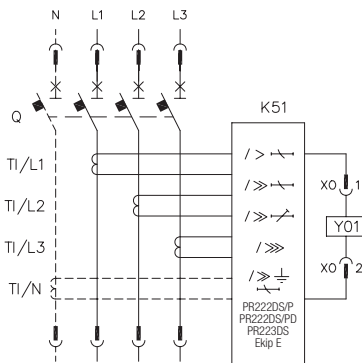 N L1 L2 L3
K51
Q
TI/L1
TI/L2
TI/L3
TI/N
/ >
/ >>
/ >>
/ >>>
/ >>
X0 1
Y01
X0 2
PR222DS/P
PR222DS/PD
PR223DS
Ekip E